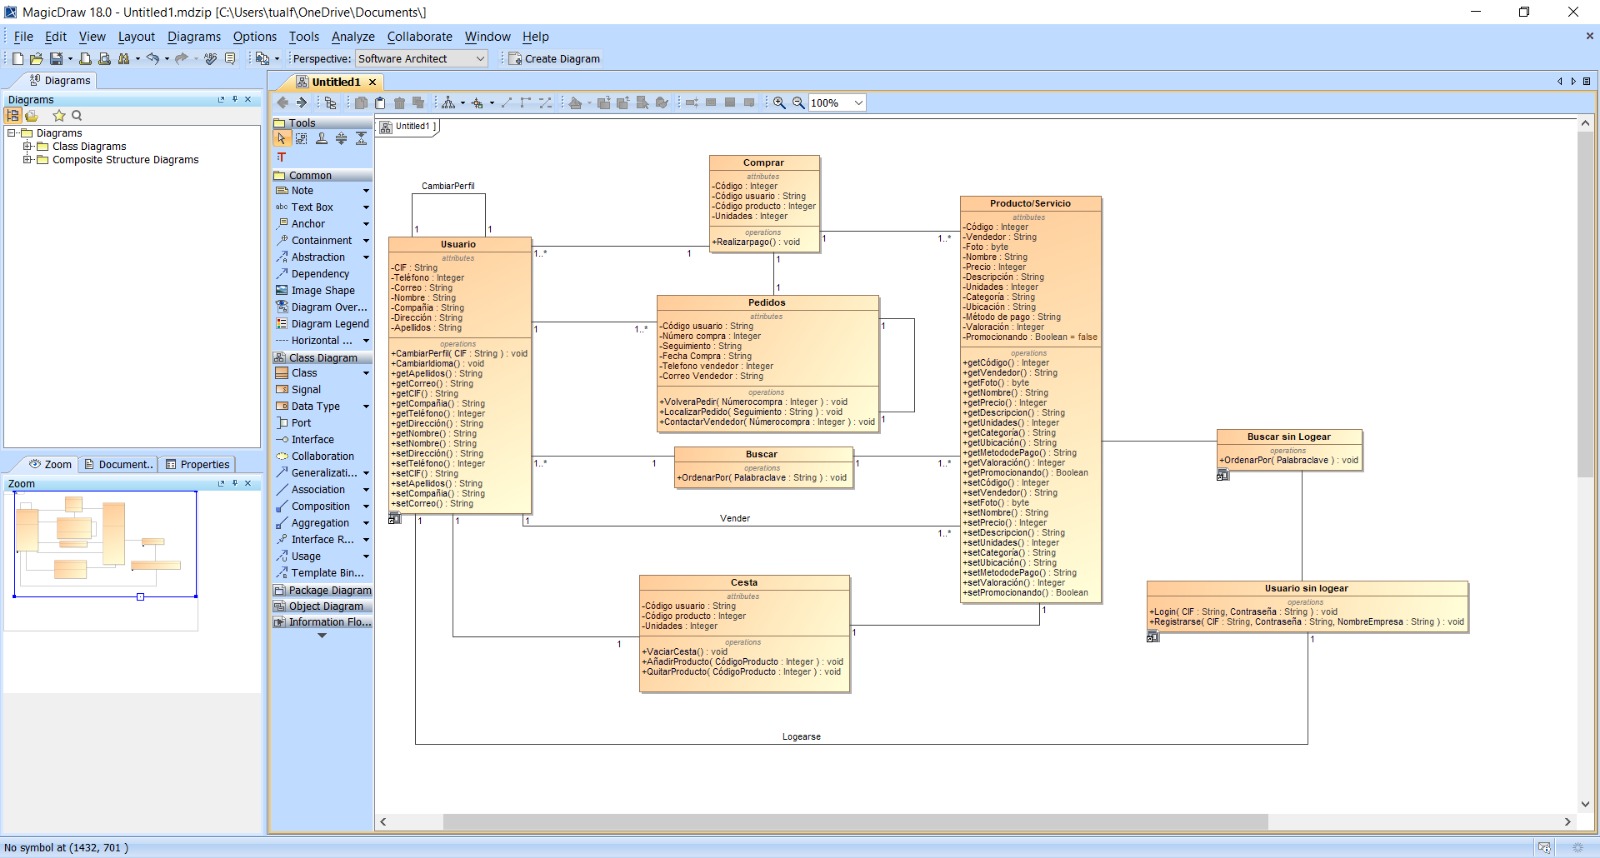 MagicDraw 18.0 - Untitled1.mdzip [C:\Users\tualf\OneDrive\Documents\]
File Edit View Layout Diagrams Options Tools Analyze Collaborate Window Help
Perspective: Software Architect Create Diagram
Diagrams
Diagrams
Diagrams
Class Diagrams
Composite Structure Diagrams
Zoom Document.. Properties
Zoom
Untitled1
100%
Tools
Common
Note
Text Box
Anchor
Containment
Abstraction
Dependency
Image Shape
Diagram Over...
Diagram Legend
Horizontal ...
Class Diagram
Class
Signal
Data Type
Port
Interface
Collaboration
Generalizati...
Association
Composition
Aggregation
Interface R...
Usage
Template Bin...
Package Diagram
Object Diagram
Information Flo...
Untitled1 ]
CambiarPerfil
1 1
Usuario
attributes
-CIF : String
-Teléfono : Integer
-Correo : String
-Nombre : String
-Compañia : String
-Dirección : String
-Apellidos : String
operations
+CambiarPerfil( CIF : String ) : void
+CambiarIdioma() : void
+getApellidos() : String
+getCorreo() : String
+getCIF() : String
+getCompañia() : String
+getTeléfono() : Integer
+getDirección() : String
+getNombre() : String
+setNombre() : String
+setDirección() : String
+setTeléfono() : Integer
+setCIF() : String
+setApellidos() : String
+setCompañia() : String
+setCorreo() : String
Comprar
attributes
-Código : Integer
-Código usuario : String
-Código producto : Integer
-Unidades : Integer
operations
+Realizarpago() : void
1..* 1
1 1..*
1
1
Pedidos
attributes
-Código usuario : String
-Número compra : Integer
-Seguimiento : String
-Fecha Compra : String
-Telefono vendedor : Integer
-Correo Vendedor : String
operations
+VolveraPedir( Númerocompra : Integer ) : void
+LocalizarPedido( Seguimiento : String ) : void
+ContactarVendedor( Númerocompra : Integer ) : void
1 1..*
1
1
Buscar
operations
+OrdenarPor( Palabraclave : String ) : void
1..* 1
1 1..*
1 1 1
Vender
1..*
Cesta
attributes
-Código usuario : String
-Código producto : Integer
-Unidades : Integer
operations
+VaciarCesta() : void
+AñadirProducto( CódigoProducto : Integer ) : void
+QuitarProducto( CódigoProducto : Integer ) : void
1
1
1
Producto/Servicio
attributes
-Código : Integer
-Vendedor : String
-Foto : byte
-Nombre : String
-Precio : Integer
-Descripción : String
-Unidades : Integer
-Categoría : String
-Ubicación : String
-Método de pago : String
-Valoración : Integer
-Promocionando : Boolean = false
operations
+getCódigo() : Integer
+getVendedor() : String
+getFoto() : byte
+getNombre() : String
+getPrecio() : Integer
+getDescripcion() : String
+getUnidades() : Integer
+getCategoría() : String
+getUbicación() : String
+getMetododePago() : String
+getValoración() : Integer
+getPromocionando() : Boolean
+setCódigo() : Integer
+setVendedor() : String
+setFoto() : byte
+setNombre() : String
+setPrecio() : Integer
+setDescripcion() : String
+setUnidades() : Integer
+setCategoría() : String
+setUbicación() : String
+setMetododePago() : String
+setValoración() : Integer
+setPromocionando() : Boolean
Buscar sin Logear
operations
+OrdenarPor( Palabraclave ) : void
Usuario sin logear
operations
+Login( CIF : String, Contraseña : String ) : void
+Registrarse( CIF : String, Contraseña : String, NombreEmpresa : String ) : void
1
Logearse
No symbol at (1432, 701 )